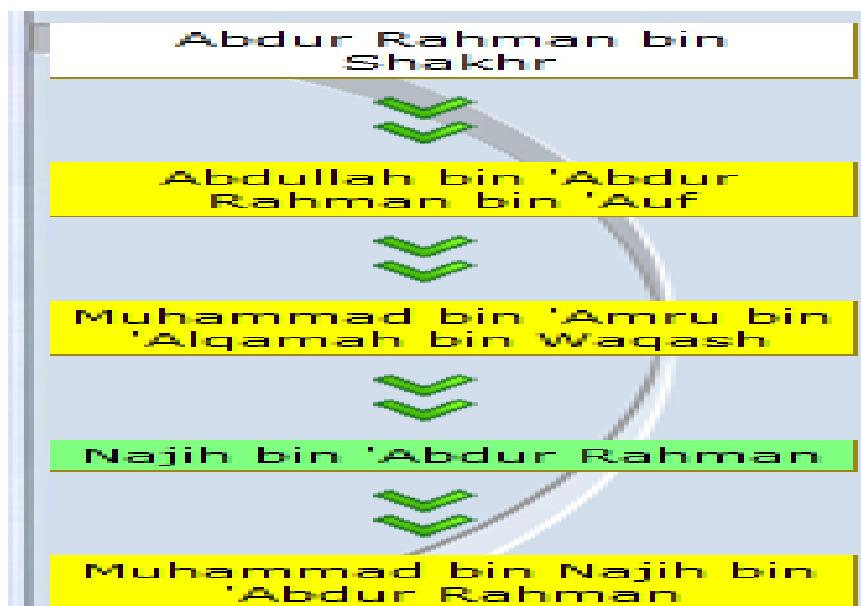 Abdur Rahman bin
Shakhr
Abdullah bin 'Abdur
Rahman bin 'Auf
Muhammad bin 'Amru bin
'Alqamah bin Waqash
Najih bin 'Abdur Rahman
Muhammad bin Najih bin
'Abdur Rahman